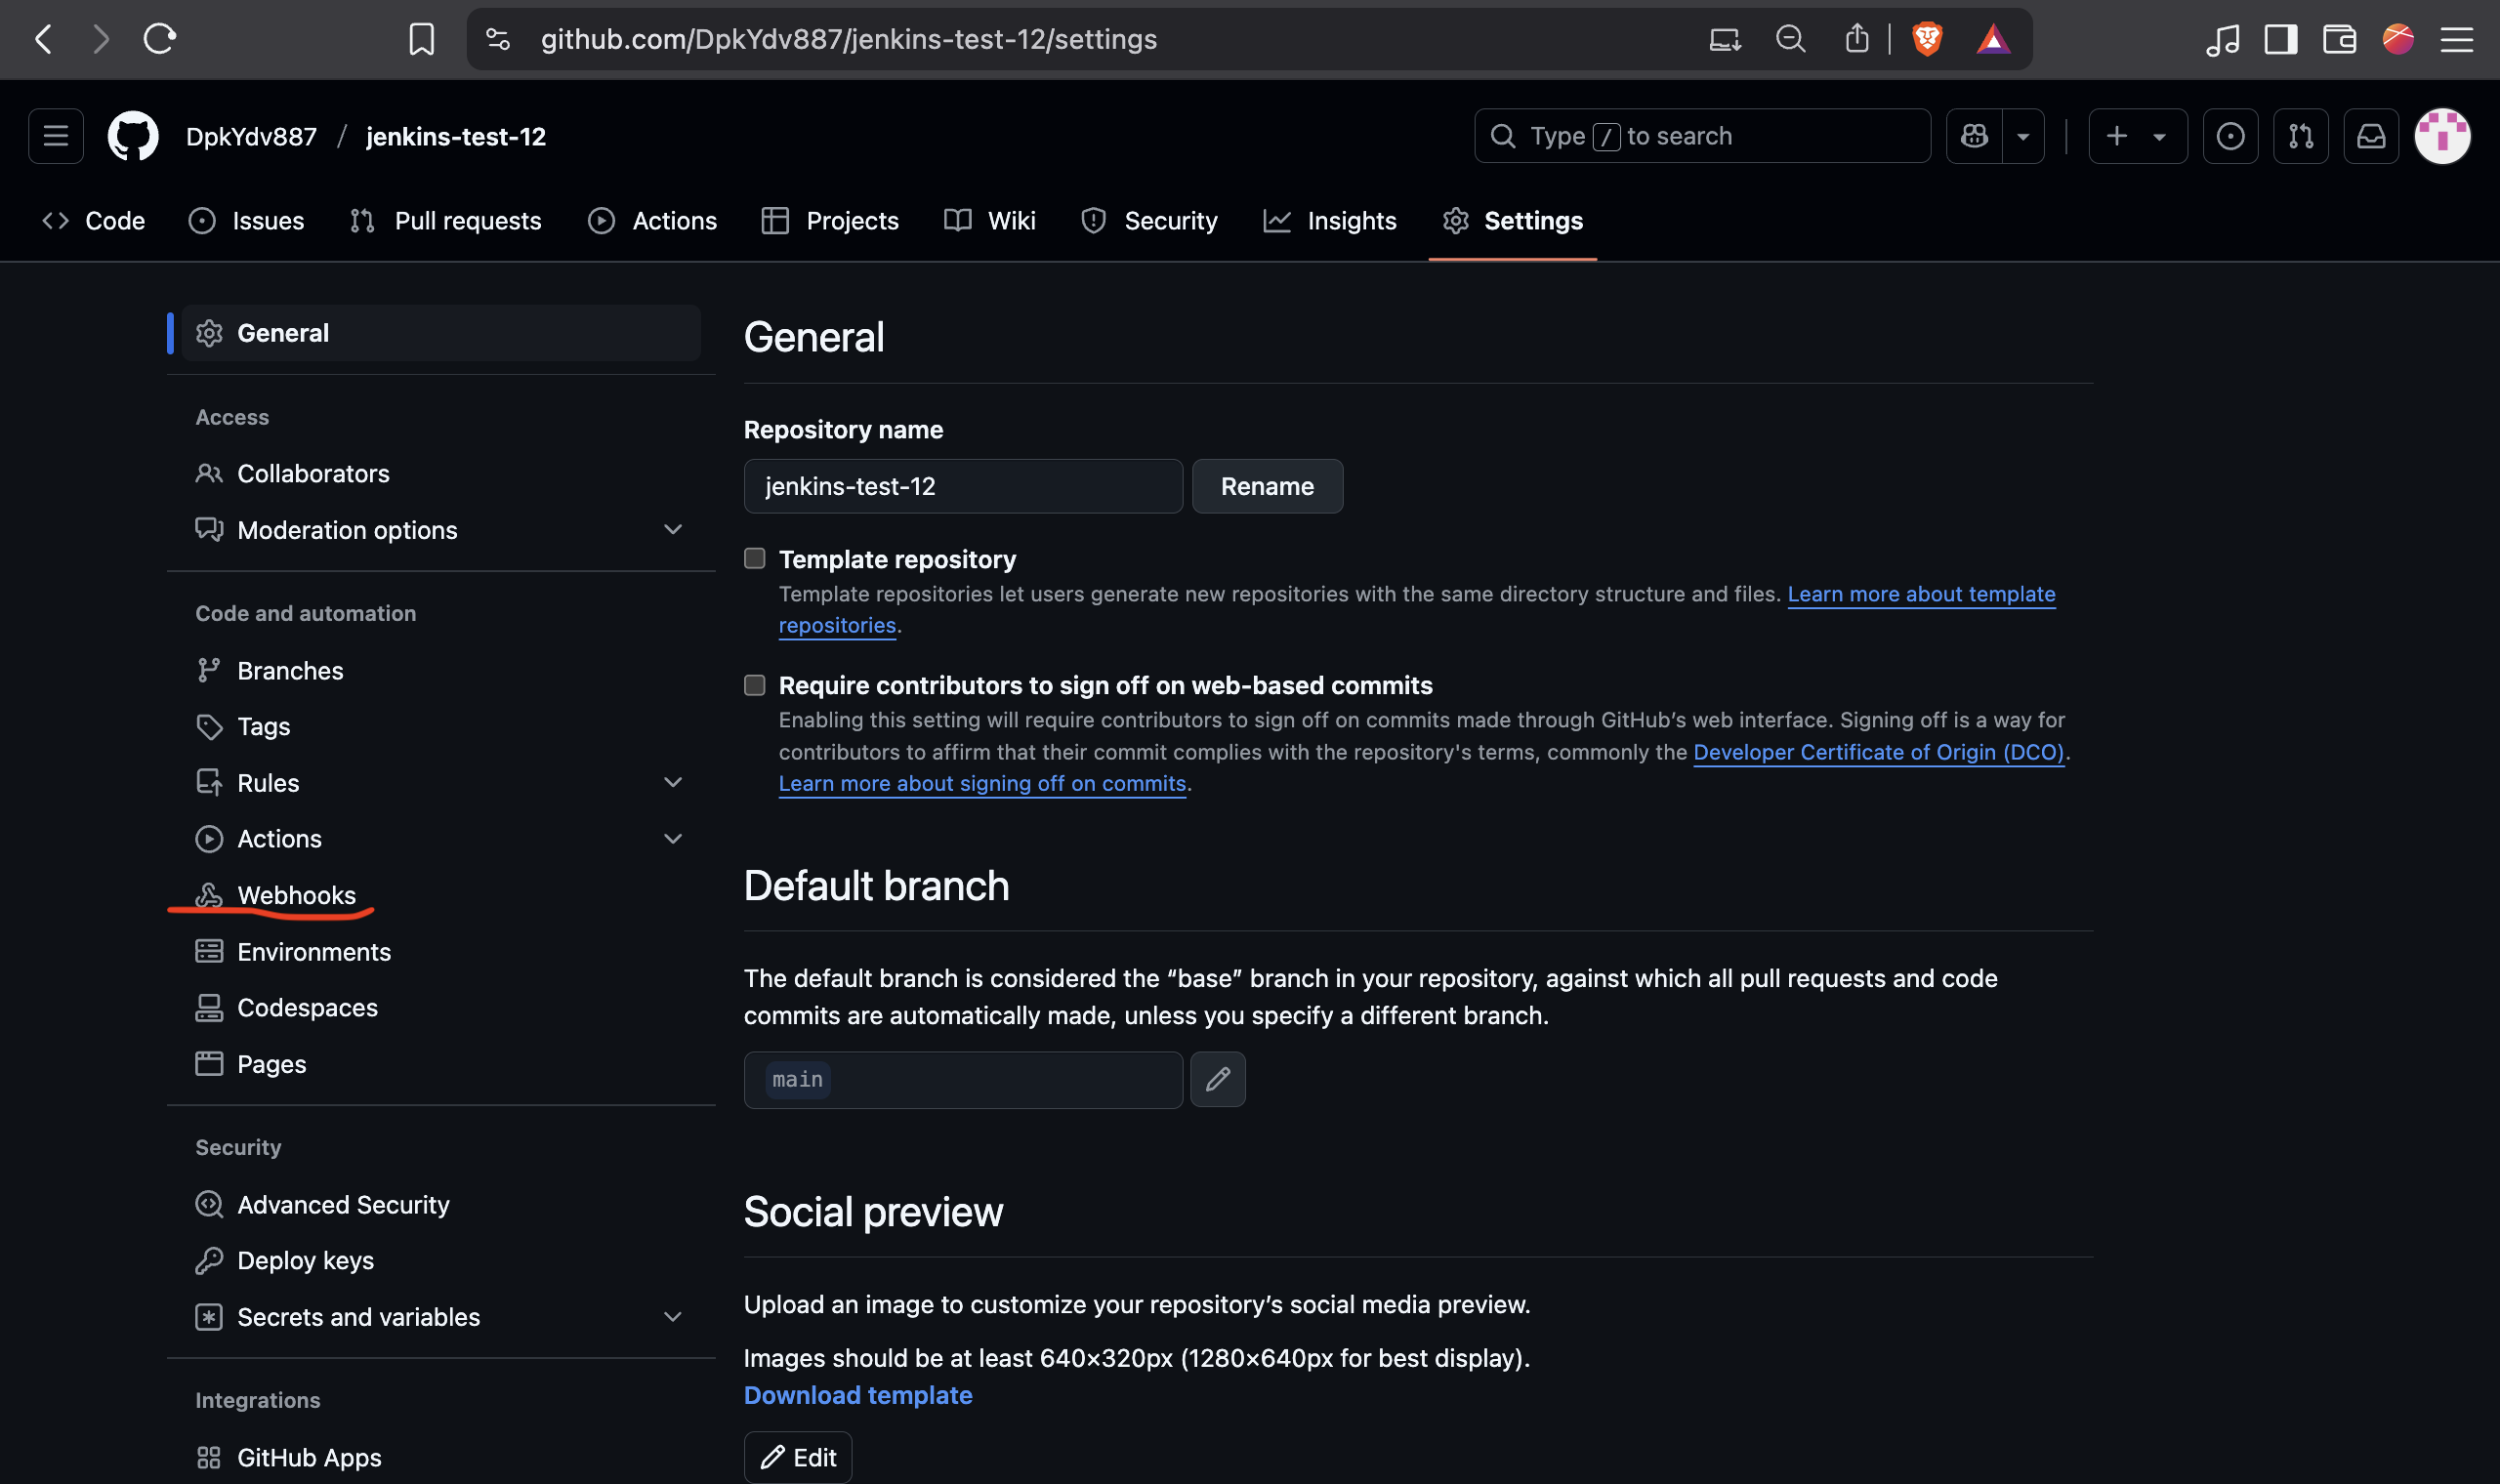 github.com/DpkYdv887/jenkins-test-12/settings
DpkYdv887 / jenkins-test-12
Type / to search
Code
Issues
Pull requests
Actions
Projects
Wiki
Security
Insights
Settings
General
Access
Collaborators
Moderation options
Code and automation
Branches
Tags
Rules
Actions
Webhooks
Environments
Codespaces
Pages
Security
Advanced Security
Deploy keys
Secrets and variables
Integrations
GitHub Apps
General
Repository name
jenkins-test-12
Rename
Template repository
Template repositories let users generate new repositories with the same directory structure and files. Learn more about template
repositories.
Require contributors to sign off on web-based commits
Enabling this setting will require contributors to sign off on commits made through GitHub’s web interface. Signing off is a way for
contributors to affirm that their commit complies with the repository's terms, commonly the Developer Certificate of Origin (DCO).
Learn more about signing off on commits.
Default branch
The default branch is considered the “base” branch in your repository, against which all pull requests and code
commits are automatically made, unless you specify a different branch.
main
Social preview
Upload an image to customize your repository’s social media preview.
Images should be at least 640×320px (1280×640px for best display).
Download template
Edit